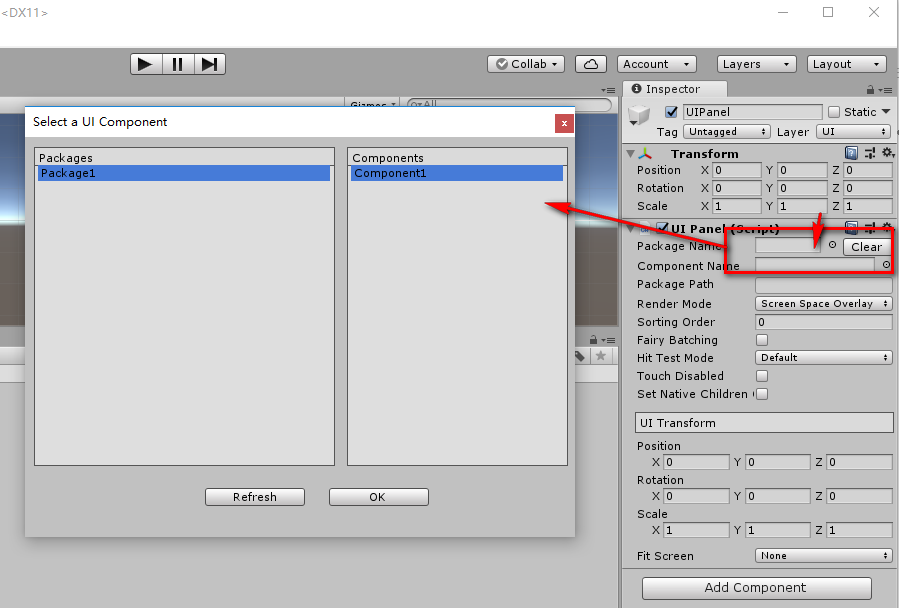 <DX11>
Collab
Account
Layers
Layout
Inspector
Gizmos
All
UIPanel
Static
Tag Untagged Layer UI
Transform
Position X 0 Y 0 Z 0
Rotation X 0 Y 0 Z 0
Scale X 1 Y 1 Z 1
UI Panel (Script)
Package Name Clear
Component Name
Package Path
Render Mode Screen Space Overlay
Sorting Order 0
Fairy Batching
Hit Test Mode Default
Touch Disabled
Set Native Children
UI Transform
Position
X 0 Y 0 Z 0
Rotation
X 0 Y 0 Z 0
Scale
X 1 Y 1 Z 1
Fit Screen None
Add Component
Select a UI Component
x
Packages
Package1
Components
Component1
Refresh
OK